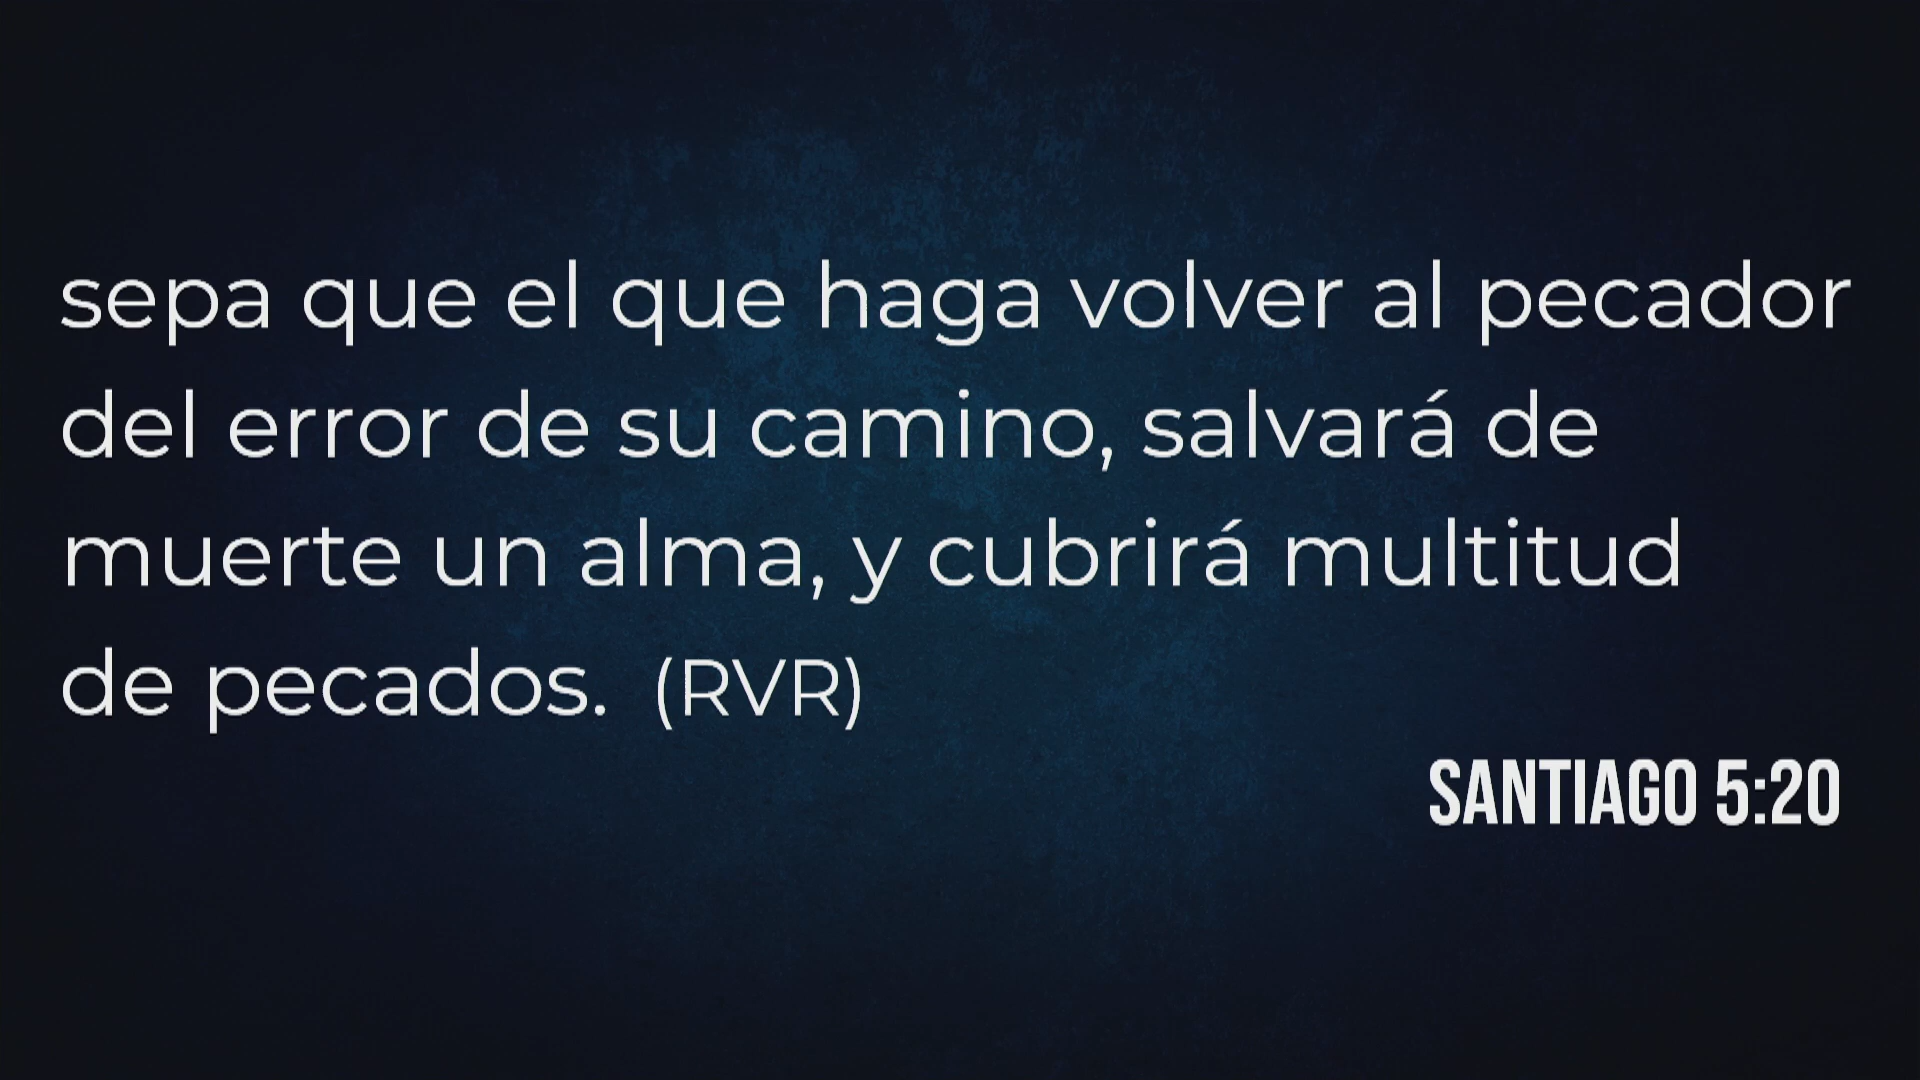 sepa que el que haga volver al pecador
del error de su camino, salvará de
muerte un alma, y cubrirá multitud
de pecados.  (RVR)
SANTIAGO 5:20